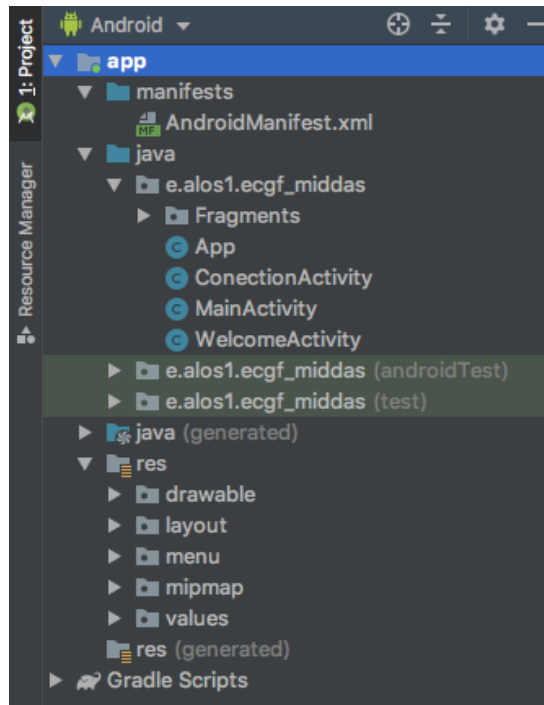 1: Project
Resource Manager
Android
app
manifests
MF AndroidManifest.xml
java
e.alos1.ecgf_middas
Fragments
C App
C ConectionActivity
C MainActivity
C WelcomeActivity
e.alos1.ecgf_middas (androidTest)
e.alos1.ecgf_middas (test)
java (generated)
res
drawable
layout
menu
mipmap
values
res (generated)
Gradle Scripts